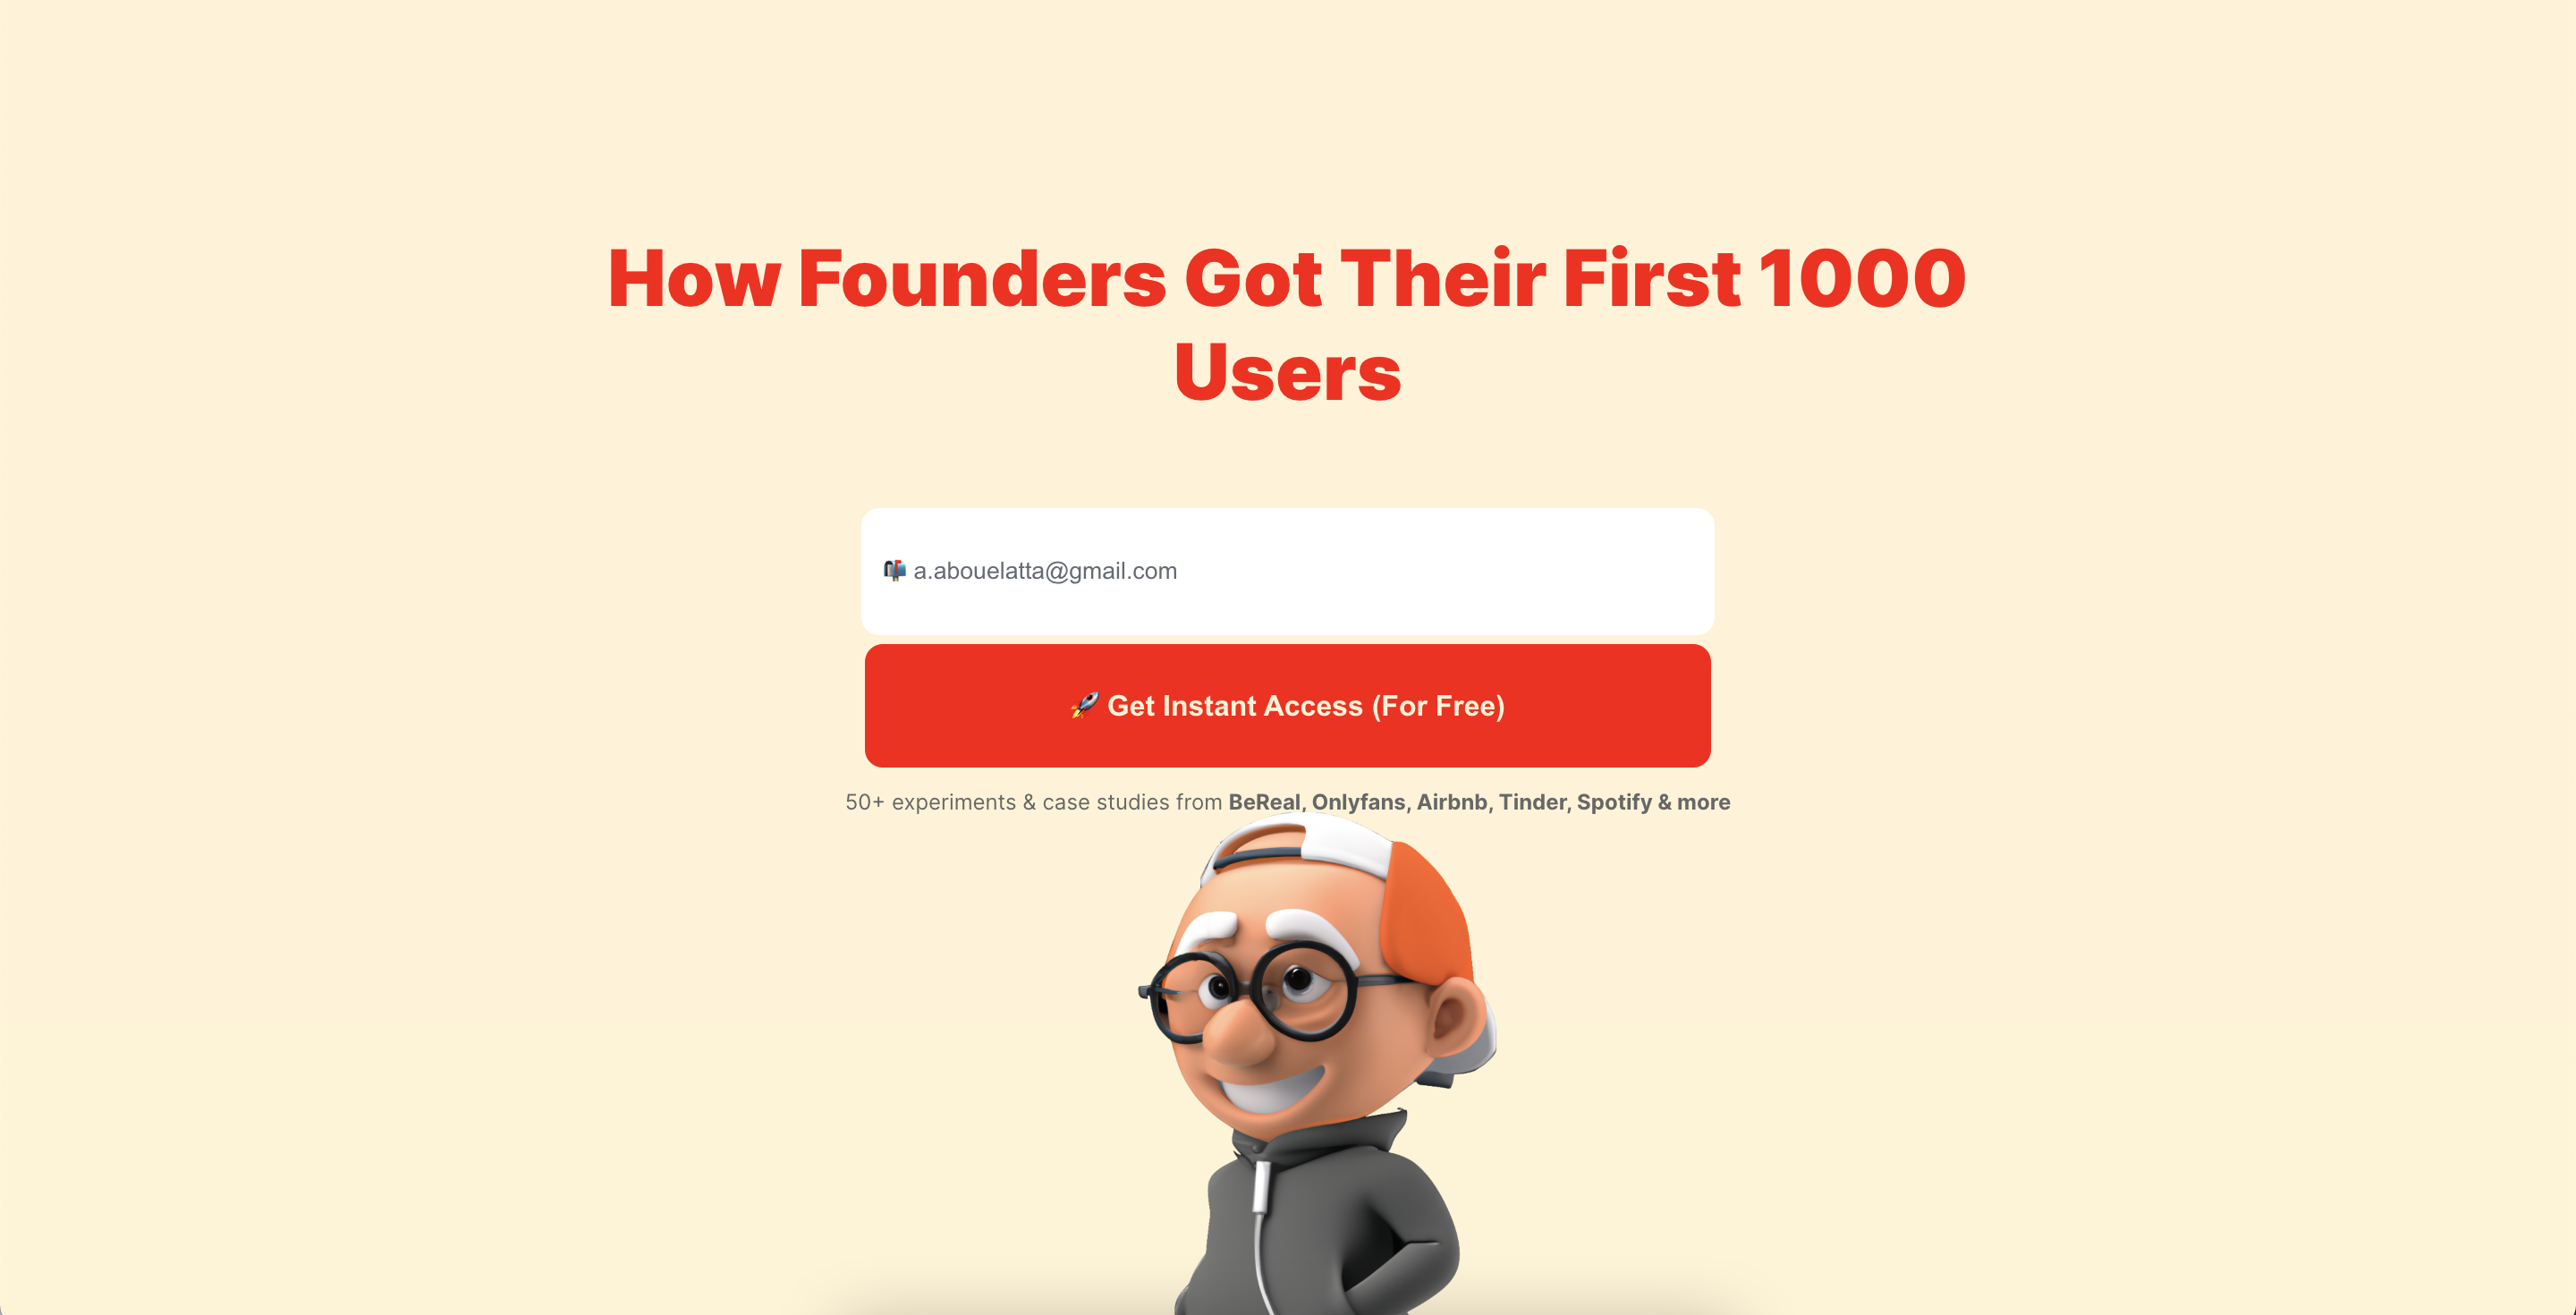 How Founders Got Their First 1000
Users
📬 a.abouelatta@gmail.com
🚀 Get Instant Access (For Free)
50+ experiments & case studies from BeReal, Onlyfans, Airbnb, Tinder, Spotify & more